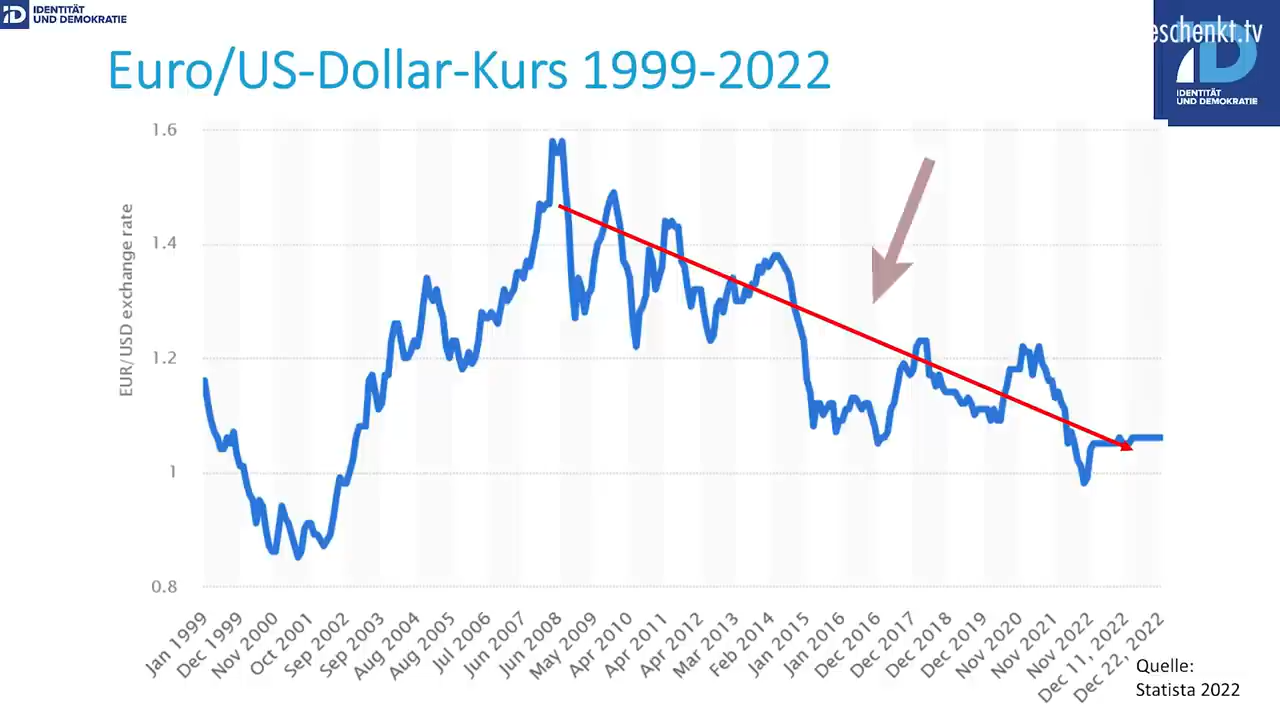 iD IDENTITÄT
UND DEMOKRATIE
eschenkt.tv
iD
IDENTITÄT
UND DEMOKRATIE
Euro/US-Dollar-Kurs 1999-2022
EUR/USD exchange rate
1.6
1.4
1.2
1
0.8
Jan 1999
Dec 1999
Nov 2000
Oct 2001
Sep 2002
Sep 2003
Aug 2004
Aug 2005
Jul 2006
Jun 2007
Jun 2008
May 2009
Apr 2010
Apr 2011
Apr 2012
Mar 2013
Feb 2014
Jan 2015
Jan 2016
Dec 2016
Dec 2017
Dec 2018
Dec 2019
Nov 2020
Nov 2021
Nov 2022
Dec 11, 2022
Dec 22, 2022
Quelle:
Statista 2022